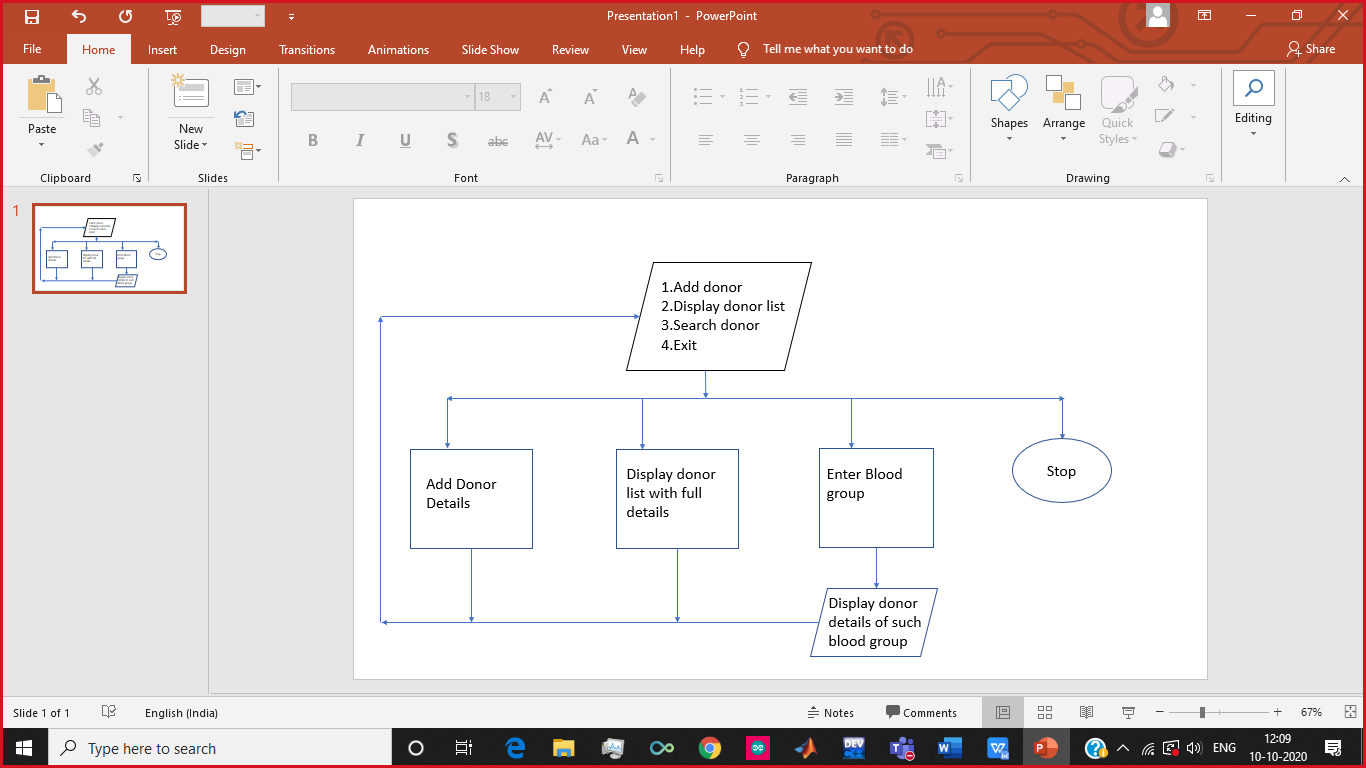 Presentation1 - PowerPoint
File Home Insert Design Transitions Animations Slide Show Review View Help Tell me what you want to do Share
Paste
New
Slide
18
B I U S abc AV Aa A
Shapes
Arrange
Quick
Styles
Editing
Clipboard Slides Font Paragraph Drawing
1
1.Add donor
2.Display donor list
3.Search donor
4.Exit
Add Donor
Details
Display donor
list with full
details
Enter Blood
group
Stop
Display donor
details of such
blood group
Slide 1 of 1 English (India) Notes Comments 67%
Type here to search
DEV
ENG
12:09
10-10-2020